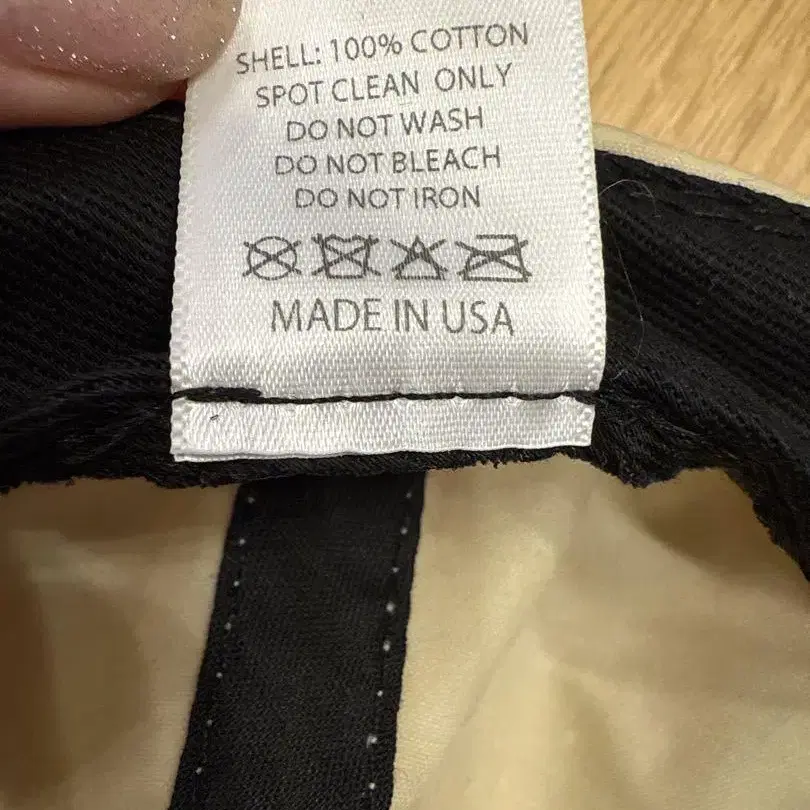 SHELL: 100% COTTON
SPOT CLEAN ONLY
DO NOT WASH
DO NOT BLEACH
DO NOT IRON
MADE IN USA